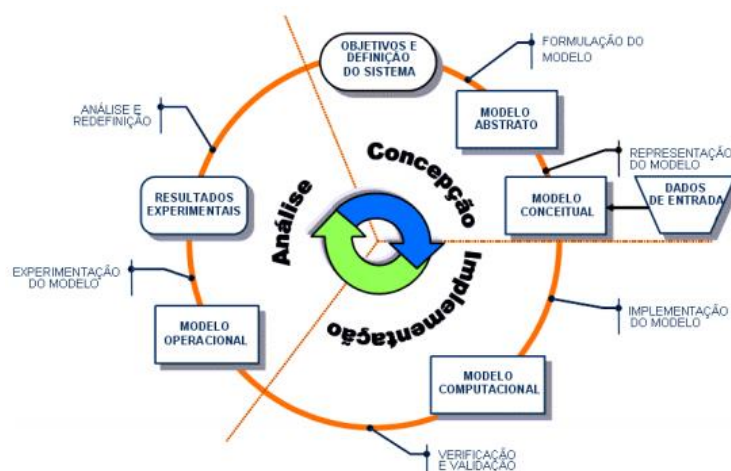 OBJETIVOS E
DEFINIÇÃO
DO SISTEMA
FORMULAÇÃO DO
MODELO
MODELO
ABSTRATO
REPRESENTAÇÃO
DO MODELO
MODELO
CONCEITUAL
DADOS
DE ENTRADA
IMPLEMENTAÇÃO
DO MODELO
MODELO
COMPUTACIONAL
VERIFICAÇÃO
E VALIDAÇÃO
MODELO
OPERACIONAL
EXPERIMENTAÇÃO
DO MODELO
RESULTADOS
EXPERIMENTAIS
ANÁLISE E
REDEFINIÇÃO
Concepção
Implementação
Análise